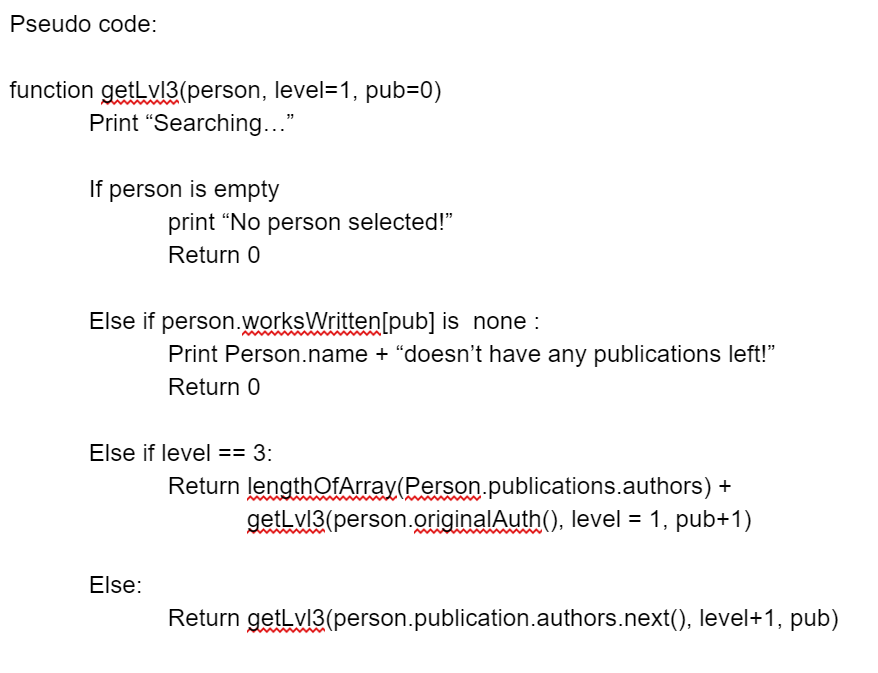 Pseudo code:
function getLvl3(person, level=1, pub=0)
Print “Searching…”
If person is empty
print “No person selected!”
Return 0
Else if person.worksWritten[pub] is  none :
Print Person.name + “doesn’t have any publications left!”
Return 0
Else if level == 3:
Return lengthOfArray(Person.publications.authors) +
getLvl3(person.originalAuth(), level = 1, pub+1)
Else:
Return getLvl3(person.publication.authors.next(), level+1, pub)